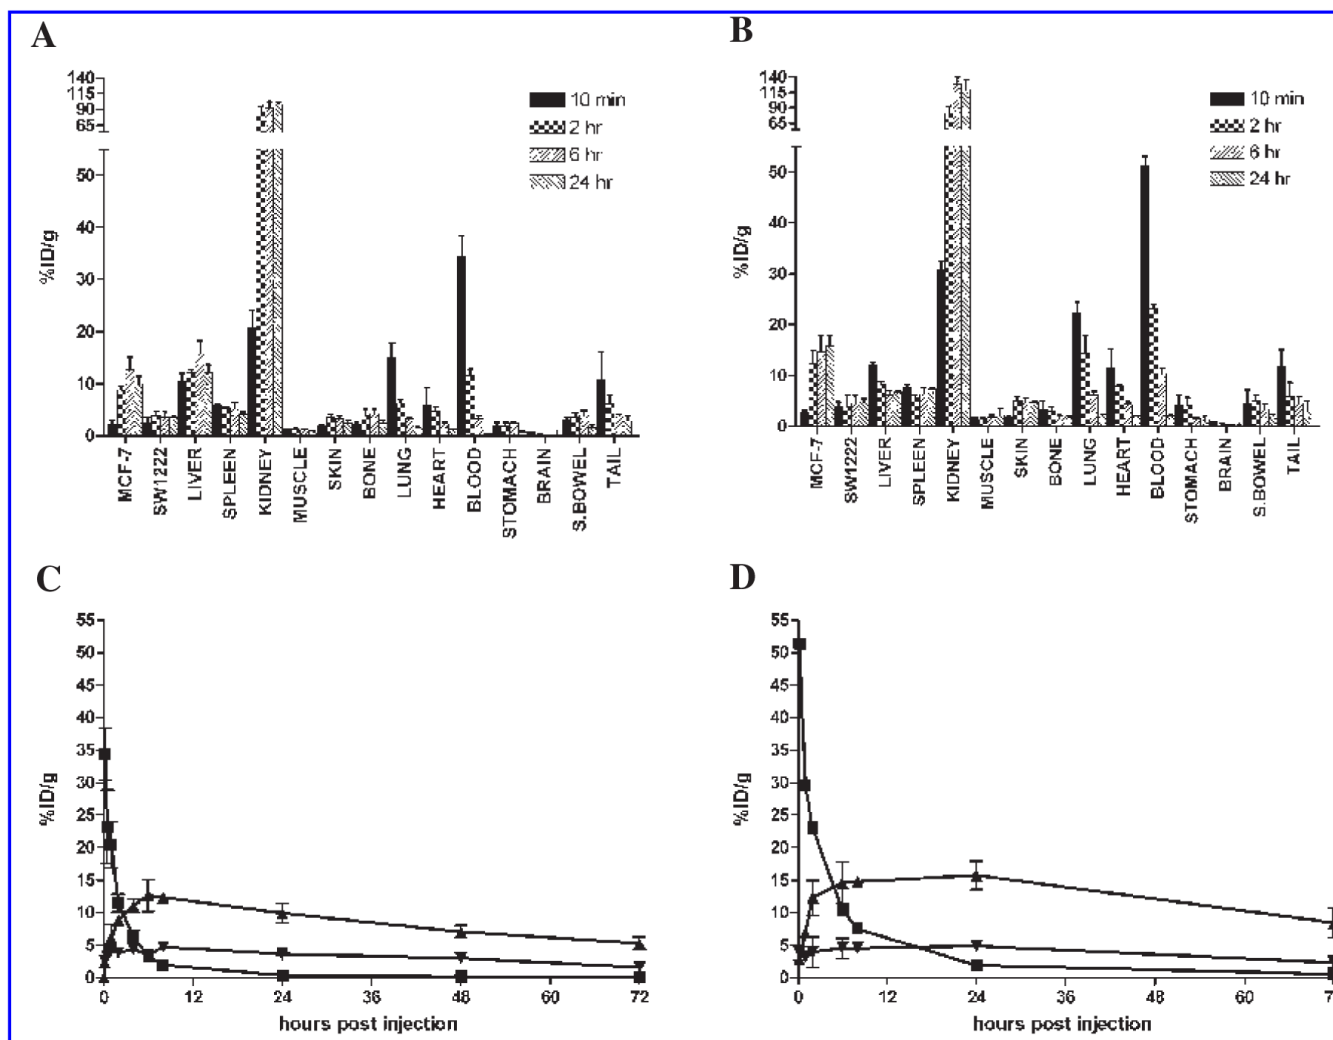 A
140
115
90
65
50
40
30
20
10
0
%ID/g
10 min
2 hr
6 hr
24 hr
MCF-7
SW1222
LIVER
SPLEEN
KIDNEY
MUSCLE
SKIN
BONE
LUNG
HEART
BLOOD
STOMACH
BRAIN
S.BOWEL
TAIL
B
140
115
90
65
50
40
30
20
10
0
%ID/g
10 min
2 hr
6 hr
24 hr
MCF-7
SW1222
LIVER
SPLEEN
KIDNEY
MUSCLE
SKIN
BONE
LUNG
HEART
BLOOD
STOMACH
BRAIN
S.BOWEL
TAIL
C
55
50
45
40
35
30
25
20
15
10
5
0
%ID/g
0 12 24 36 48 60 72
hours post injection
D
55
50
45
40
35
30
25
20
15
10
5
0
%ID/g
0 12 24 36 48 60 7
hours post injection